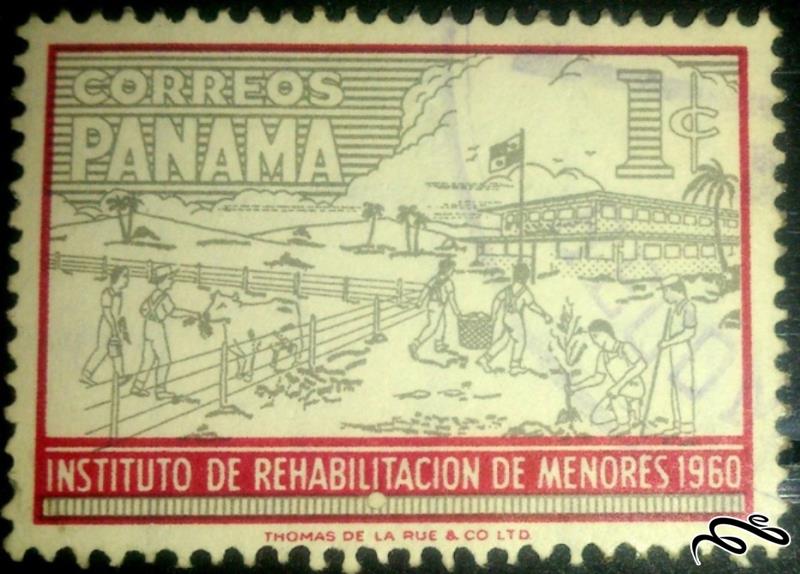 CORREOS
PANAMA
1¢
INSTITUTO DE REHABILITACION DE MENORES 1960
THOMAS DE LA RUE & CO LTD.